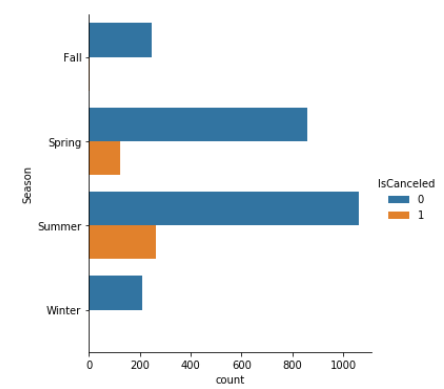 Fall
Spring
Summer
Winter
Season
0
200
400
600
800
1000
count
IsCanceled
0
1